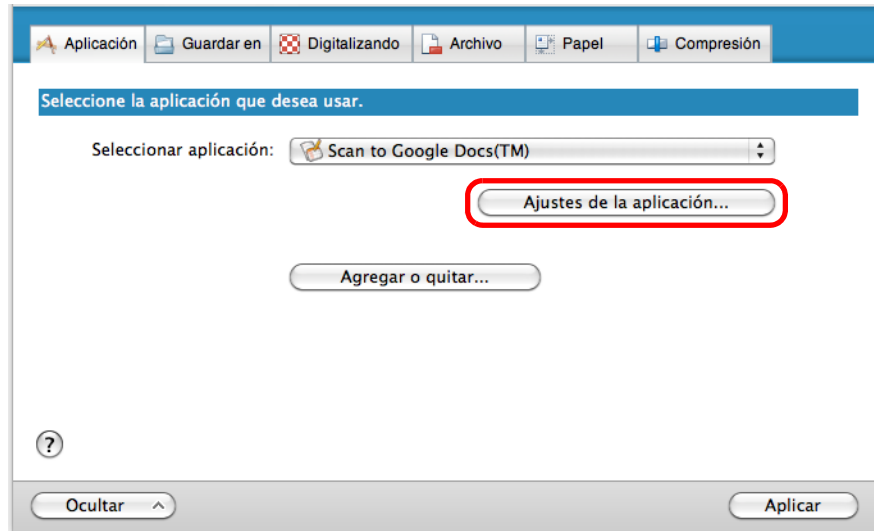 Aplicación Guardar en Digitalizando Archivo Papel Compresión
Seleccione la aplicación que desea usar.
Seleccionar aplicación: Scan to Google Docs(TM)
Ajustes de la aplicación...
Agregar o quitar...
?
Ocultar Aplicar